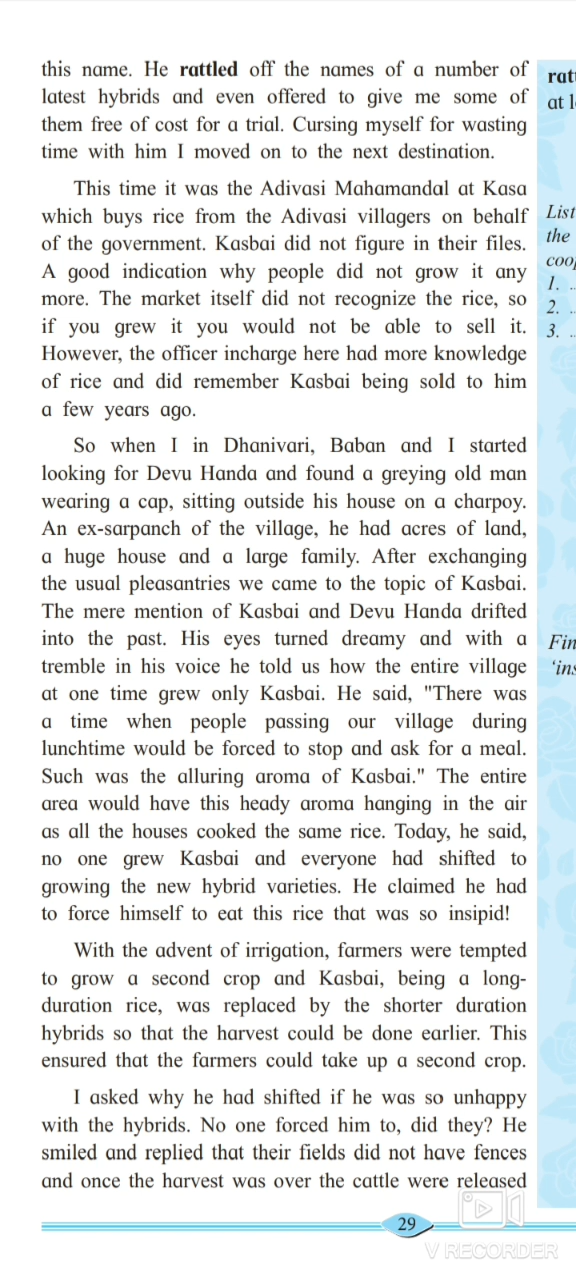 this name. He rattled off the names of a number of
latest hybrids and even offered to give me some of
them free of cost for a trial. Cursing myself for wasting
time with him I moved on to the next destination.
This time it was the Adivasi Mahamandal at Kasa
which buys rice from the Adivasi villagers on behalf
of the government. Kasbai did not figure in their files.
A good indication why people did not grow it any
more. The market itself did not recognize the rice, so
if you grew it you would not be able to sell it.
However, the officer incharge here had more knowledge
of rice and did remember Kasbai being sold to him
a few years ago.
So when I in Dhanivari, Baban and I started
looking for Devu Handa and found a greying old man
wearing a cap, sitting outside his house on a charpoy.
An ex-sarpanch of the village, he had acres of land,
a huge house and a large family. After exchanging
the usual pleasantries we came to the topic of Kasbai.
The mere mention of Kasbai and Devu Handa drifted
into the past. His eyes turned dreamy and with a
tremble in his voice he told us how the entire village
at one time grew only Kasbai. He said, "There was
a time when people passing our village during
lunchtime would be forced to stop and ask for a meal.
Such was the alluring aroma of Kasbai." The entire
area would have this heady aroma hanging in the air
as all the houses cooked the same rice. Today, he said,
no one grew Kasbai and everyone had shifted to
growing the new hybrid varieties. He claimed he had
to force himself to eat this rice that was so insipid!
With the advent of irrigation, farmers were tempted
to grow a second crop and Kasbai, being a long-
duration rice, was replaced by the shorter duration
hybrids so that the harvest could be done earlier. This
ensured that the farmers could take up a second crop.
I asked why he had shifted if he was so unhappy
with the hybrids. No one forced him to, did they? He
smiled and replied that their fields did not have fences
and once the harvest was over the cattle were released
29
rat
at l
List
the
coo
1. ..
2. ..
3. ..
Fin
'ins
V RECORDER